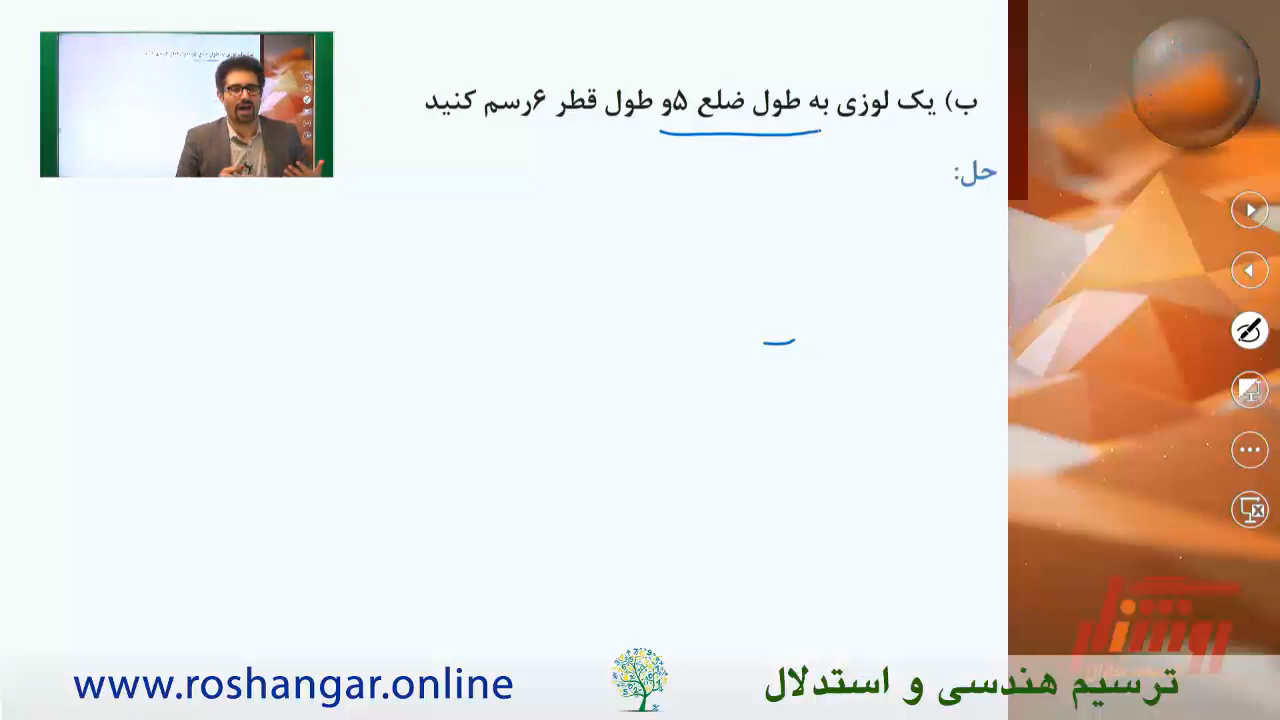 ب) یک لوزی به طول ضلع ۵و طول قطر ۶رسم کنید
حل:
www.roshangar.online
ترسیم هندسی و استدلال